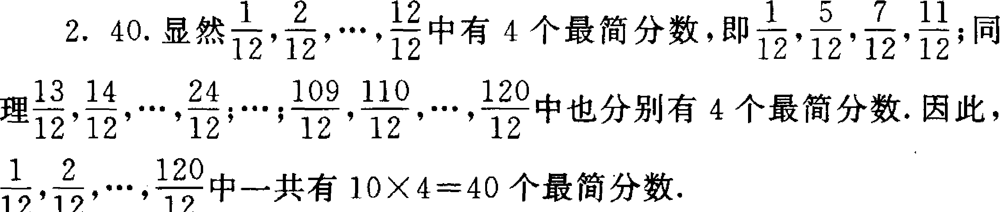 2. 40. 显然 $\frac{1}{12}, \frac{2}{12}, \cdots, \frac{12}{12}$ 中有 4 个最简分数,即 $\frac{1}{12}, \frac{5}{12}, \frac{7}{12}, \frac{11}{12}$;同
理 $\frac{13}{12}, \frac{14}{12}, \cdots, \frac{24}{12}; \cdots; \frac{109}{12}, \frac{110}{12}, \cdots, \frac{120}{12}$ 中也分别有 4 个最简分数. 因此,
$\frac{1}{12}, \frac{2}{12}, \cdots, \frac{120}{12}$ 中一共有 $10 \times 4 = 40$ 个最简分数.